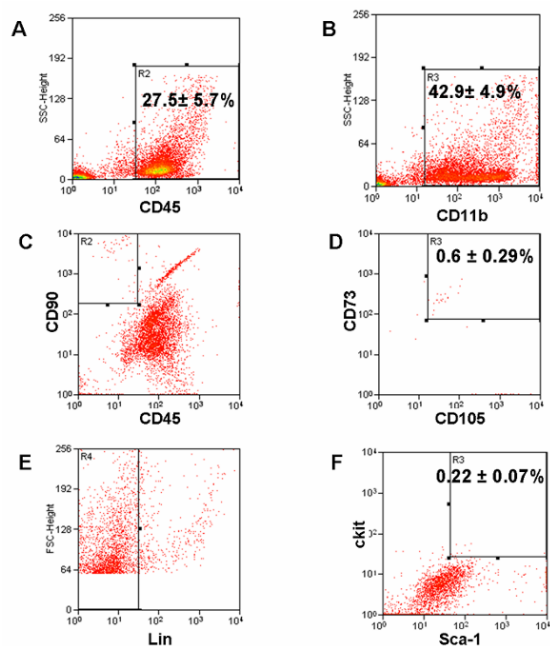 A
256
192
128
64
0
SSC-Height
R2
27.5± 5.7%
10⁰ 10¹ 10² 10³ 10⁴
CD45
B
256
192
128
64
0
SSC-Height
R3
42.9± 4.9%
10⁰ 10¹ 10² 10³ 10⁴
CD11b
C
10⁴
10³
10²
10¹
10⁰
CD90
R2
10⁰ 10¹ 10² 10³ 10⁴
CD45
D
10⁴
10³
10²
10¹
10⁰
CD73
R3
0.6 ± 0.29%
10⁰ 10¹ 10² 10³ 10⁴
CD105
E
256
192
128
64
0
FSC-Height
R4
10⁰ 10¹ 10² 10³ 10⁴
Lin
F
10⁴
10³
10²
10¹
10⁰
ckit
R3
0.22 ± 0.07%
10⁰ 10¹ 10² 10³ 10⁴
Sca-1